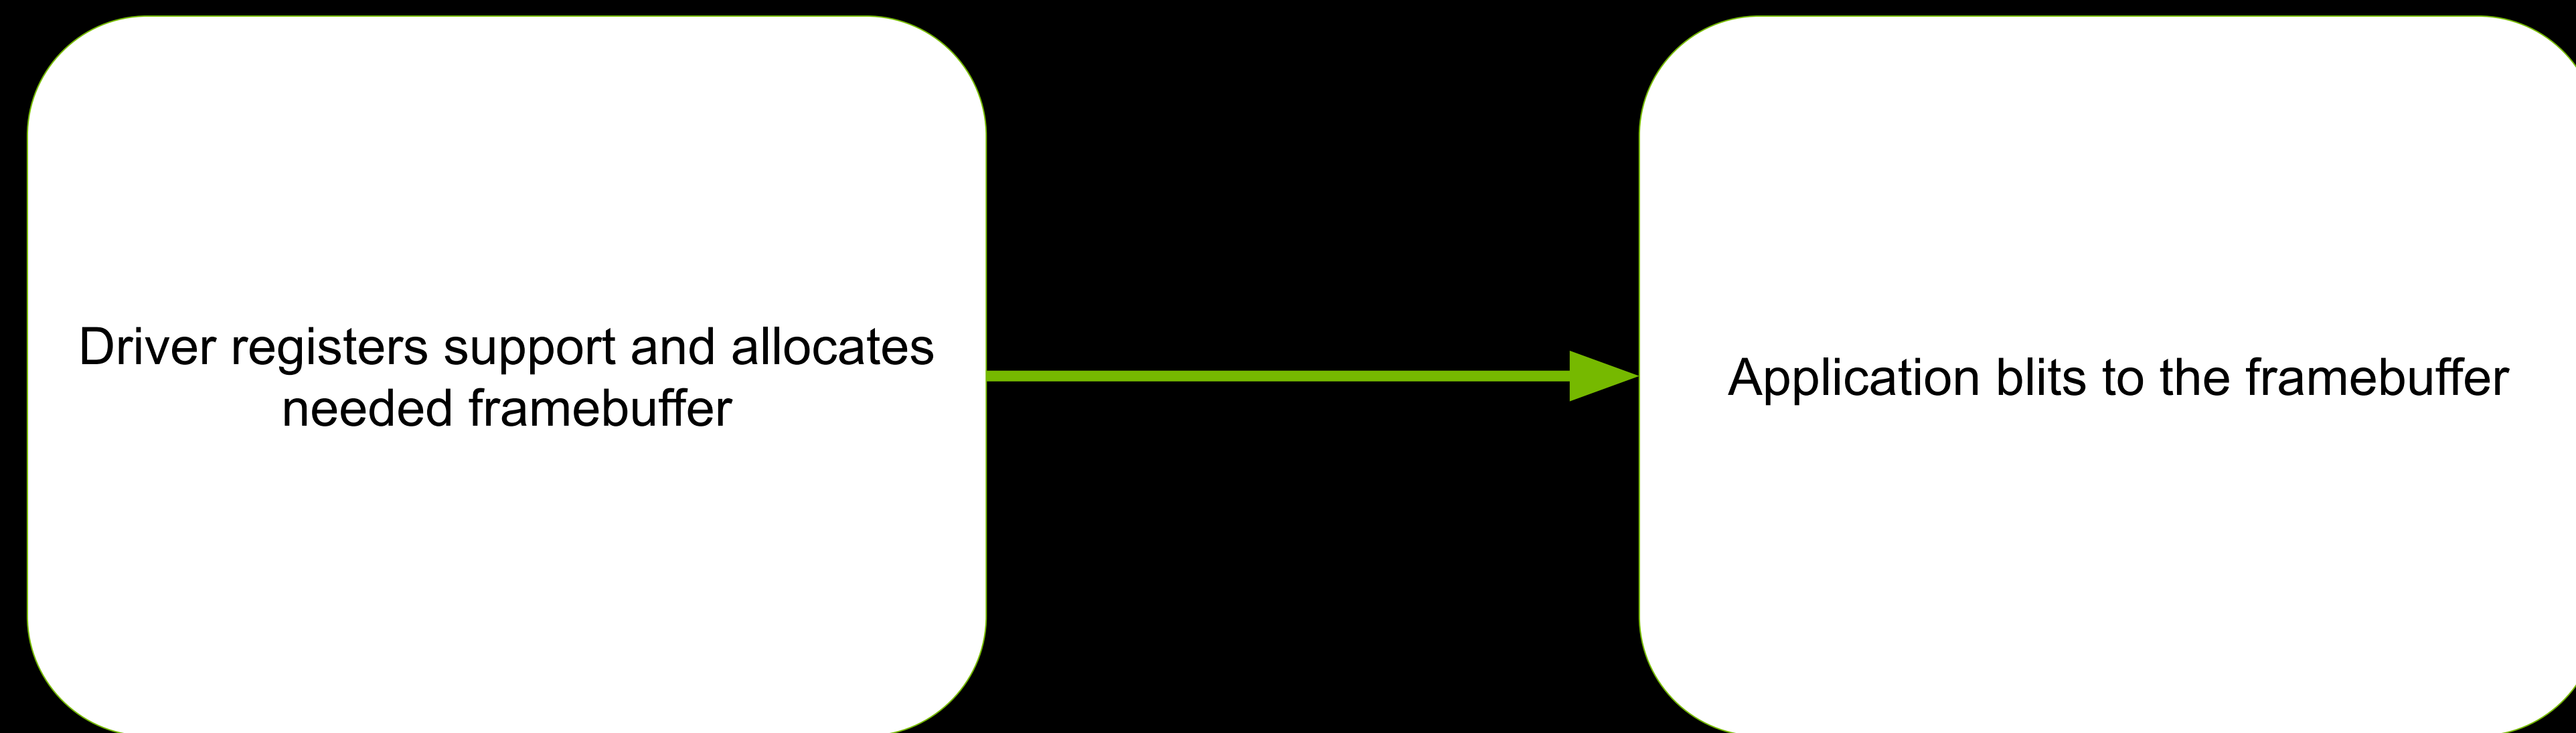 Driver registers support and allocates
needed framebuffer
Application blits to the framebuffer